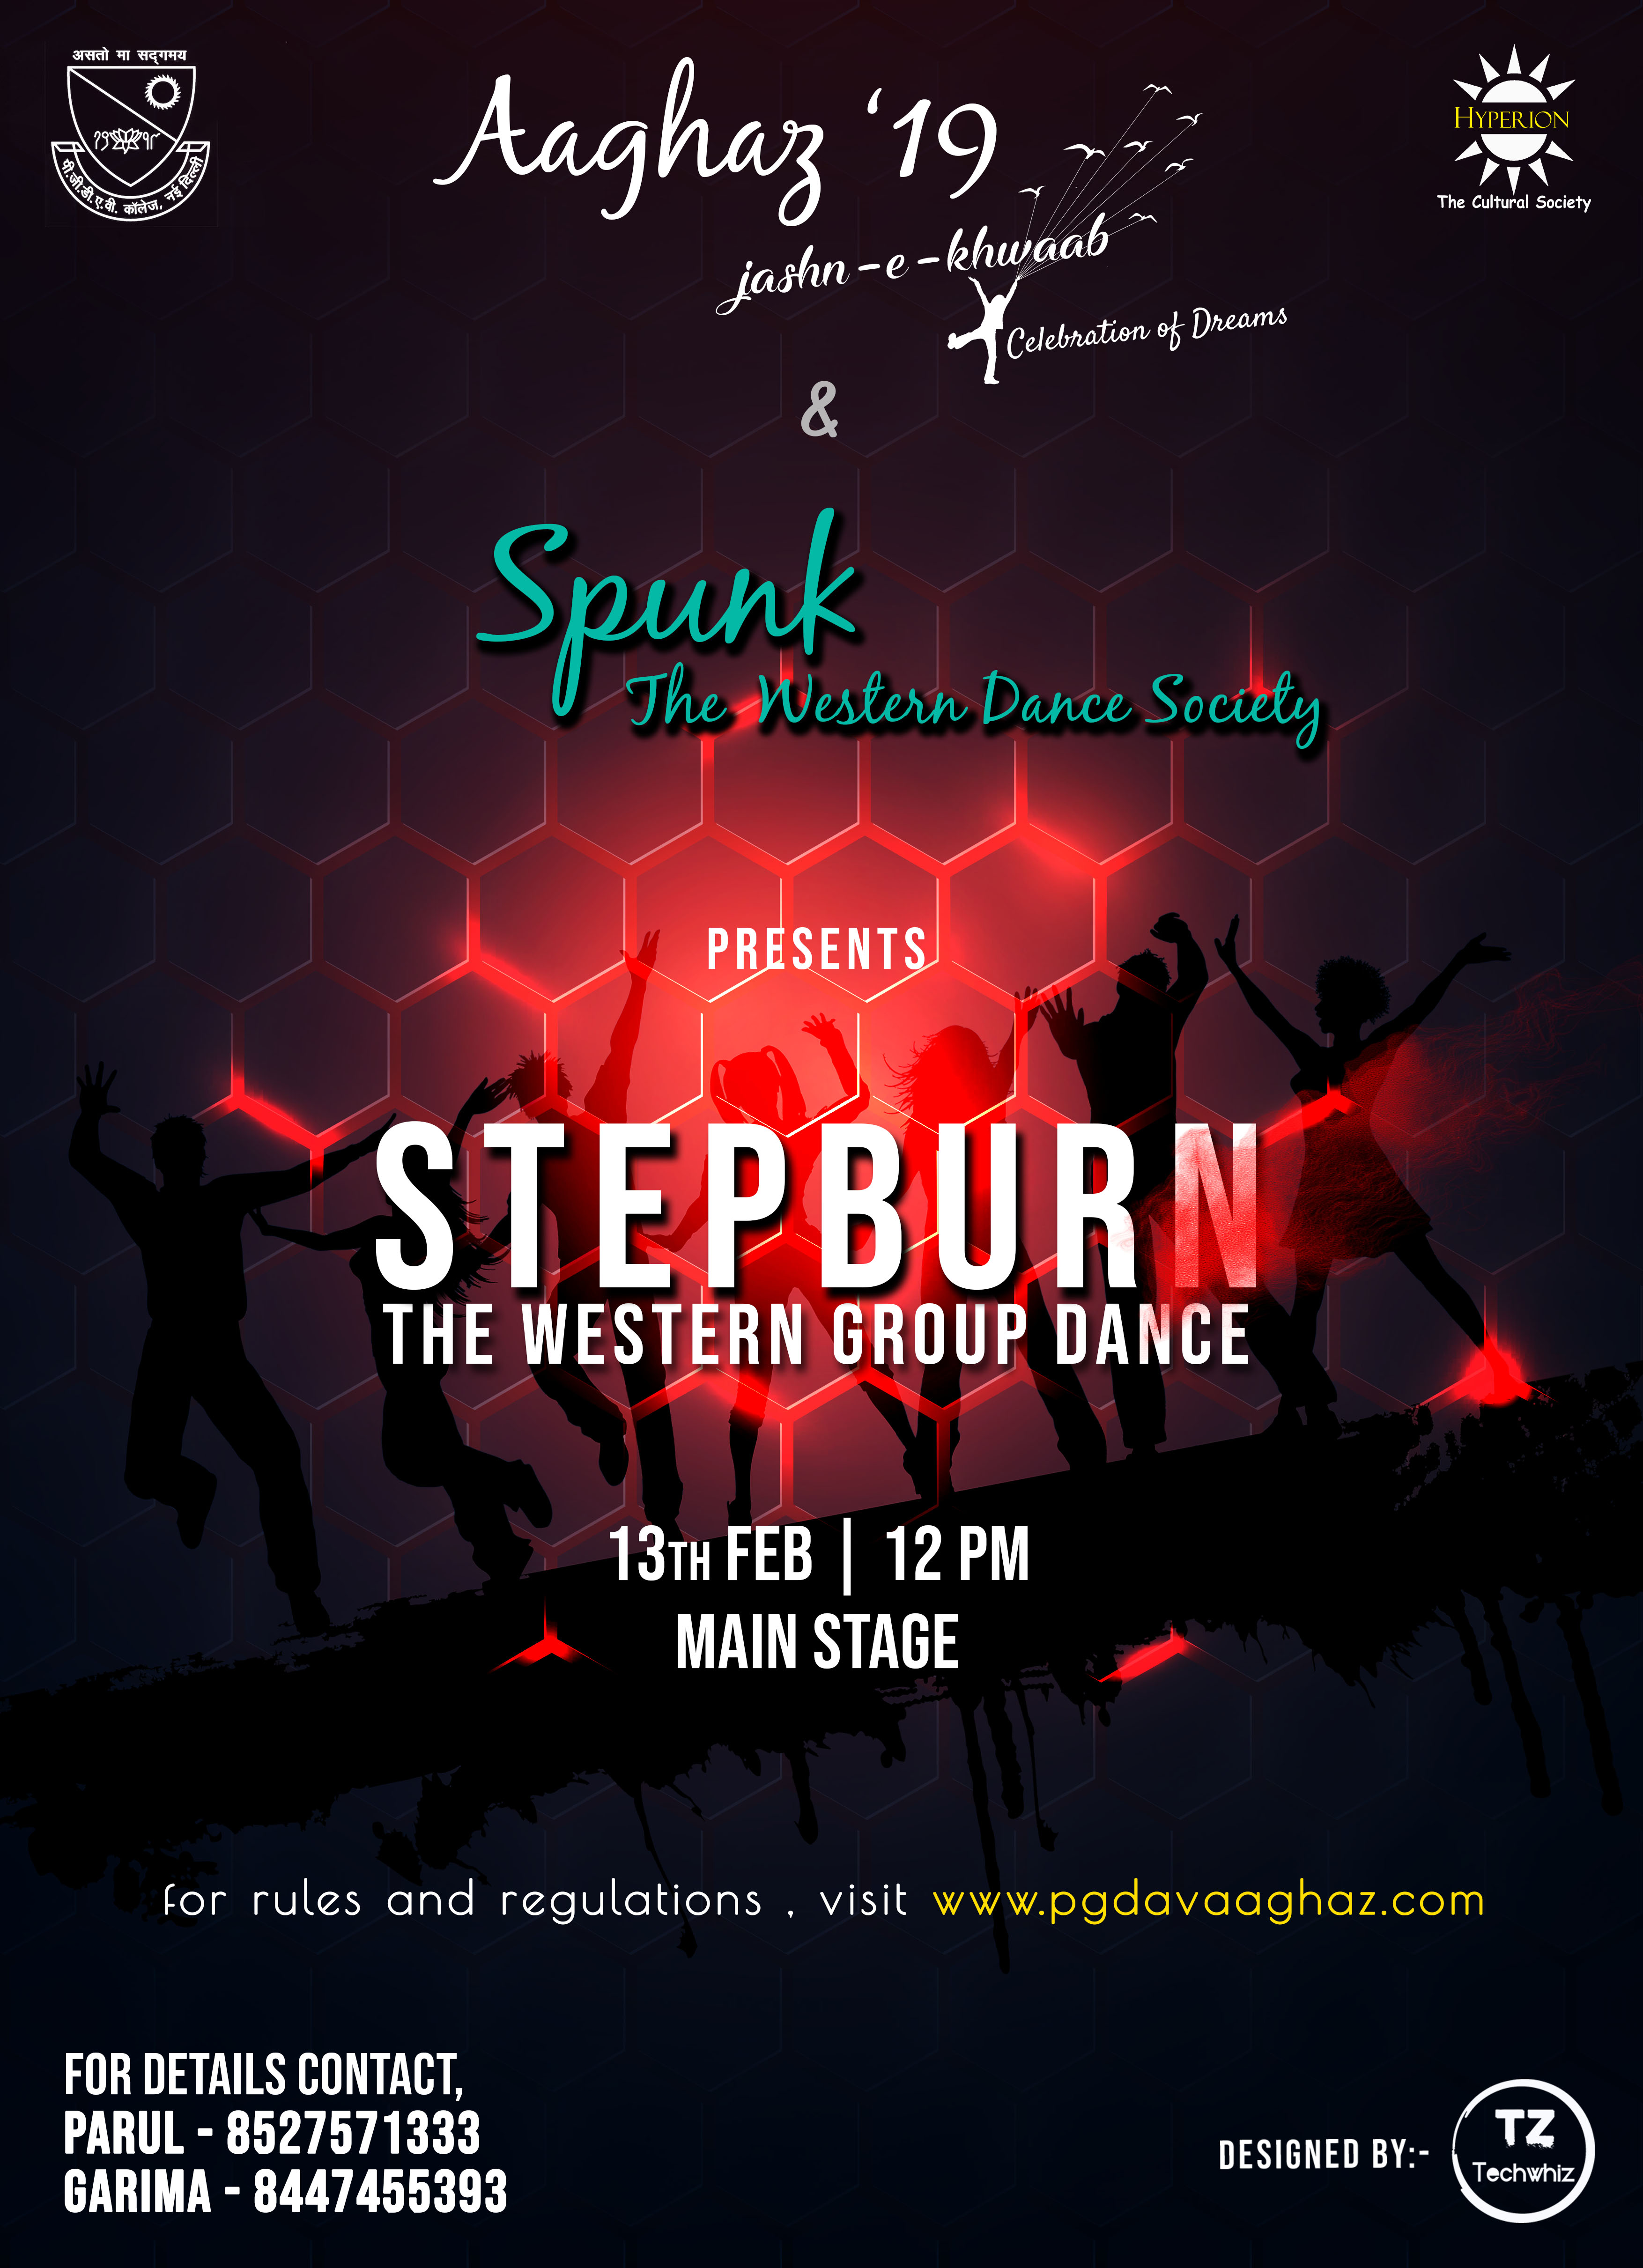 असतो मा सद्गमय
पी.जी.डी.ए.वी. कॉलेज, नई दिल्ली
Aaghaz '19
jashn-e-khwaab
Celebration of Dreams
HYPERION
The Cultural Society
&
Spunk
The Western Dance Society
PRESENTS
STEPBURN
THE WESTERN GROUP DANCE
13TH FEB | 12 PM
MAIN STAGE
for rules and regulations , visit www.pgdavaaghaz.com
FOR DETAILS CONTACT,
PARUL - 8527571333
GARIMA - 8447455393
DESIGNED BY:-
TZ
Techwhiz